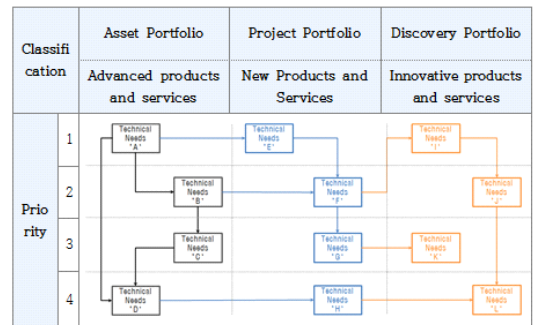 Classifi
cation
Asset Portfolio
Project Portfolio
Discovery Portfolio
Advanced products
and services
New Products and
Services
Innovative products
and services
Prio
rity
1
Technical
Needs
"A"
Technical
Needs
"E"
Technical
Needs
"I"
2
Technical
Needs
"B"
Technical
Needs
"F"
Technical
Needs
"J"
3
Technical
Needs
"C"
Technical
Needs
"G"
Technical
Needs
"K"
4
Technical
Needs
"D"
Technical
Needs
"H"
Technical
Needs
"L"